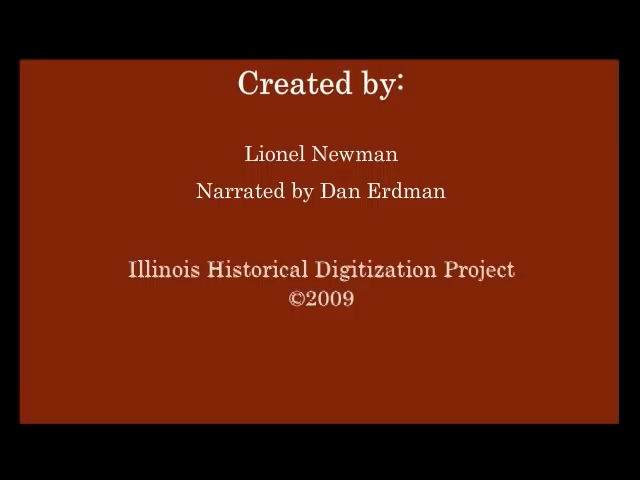 Created by:
Lionel Newman
Narrated by Dan Erdman
Illinois Historical Digitization Project
©2009